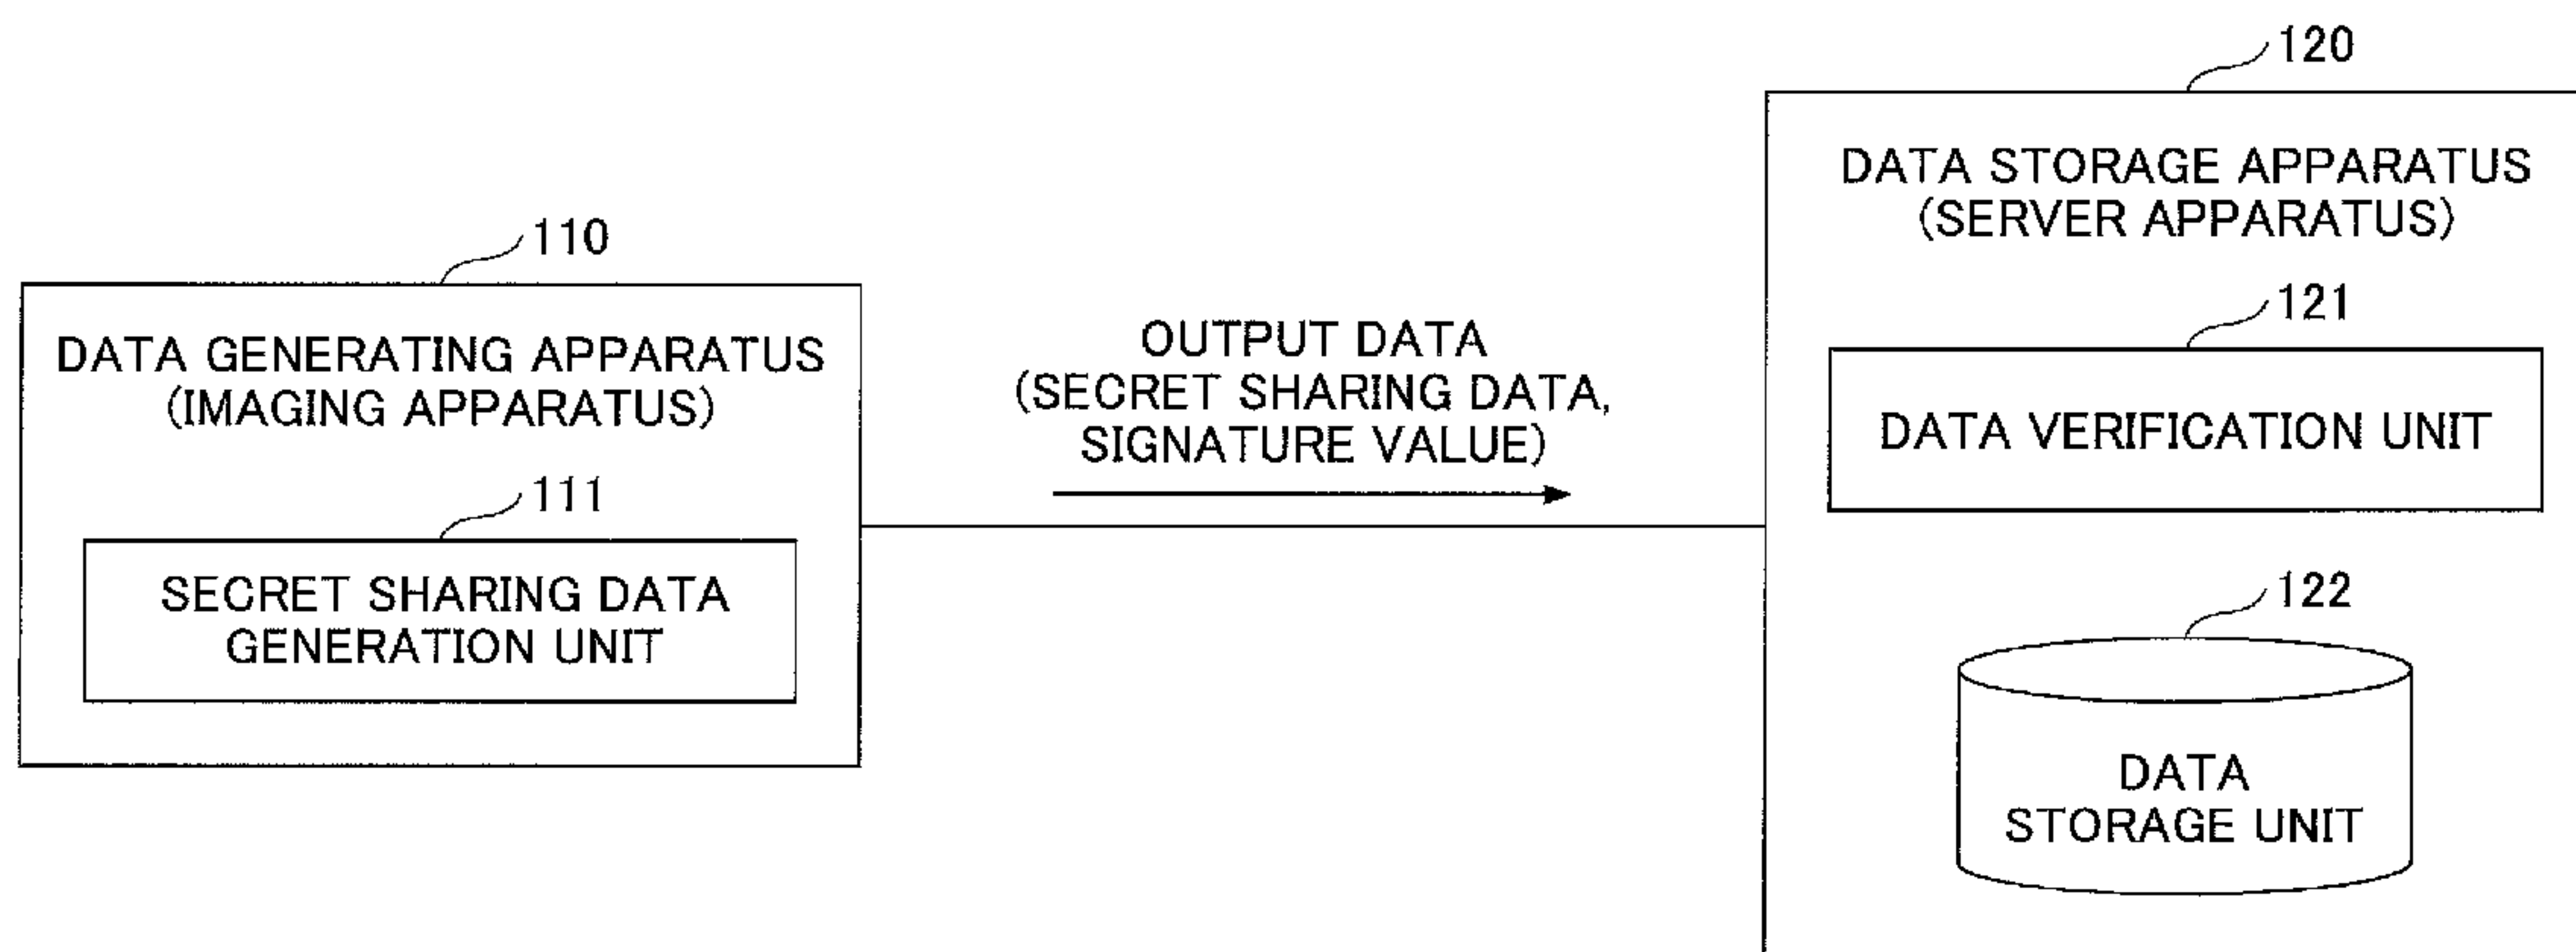 110
DATA GENERATING APPARATUS
(IMAGING APPARATUS)
111
SECRET SHARING DATA
GENERATION UNIT
OUTPUT DATA
(SECRET SHARING DATA,
SIGNATURE VALUE)
120
DATA STORAGE APPARATUS
(SERVER APPARATUS)
121
DATA VERIFICATION UNIT
122
DATA
STORAGE UNIT